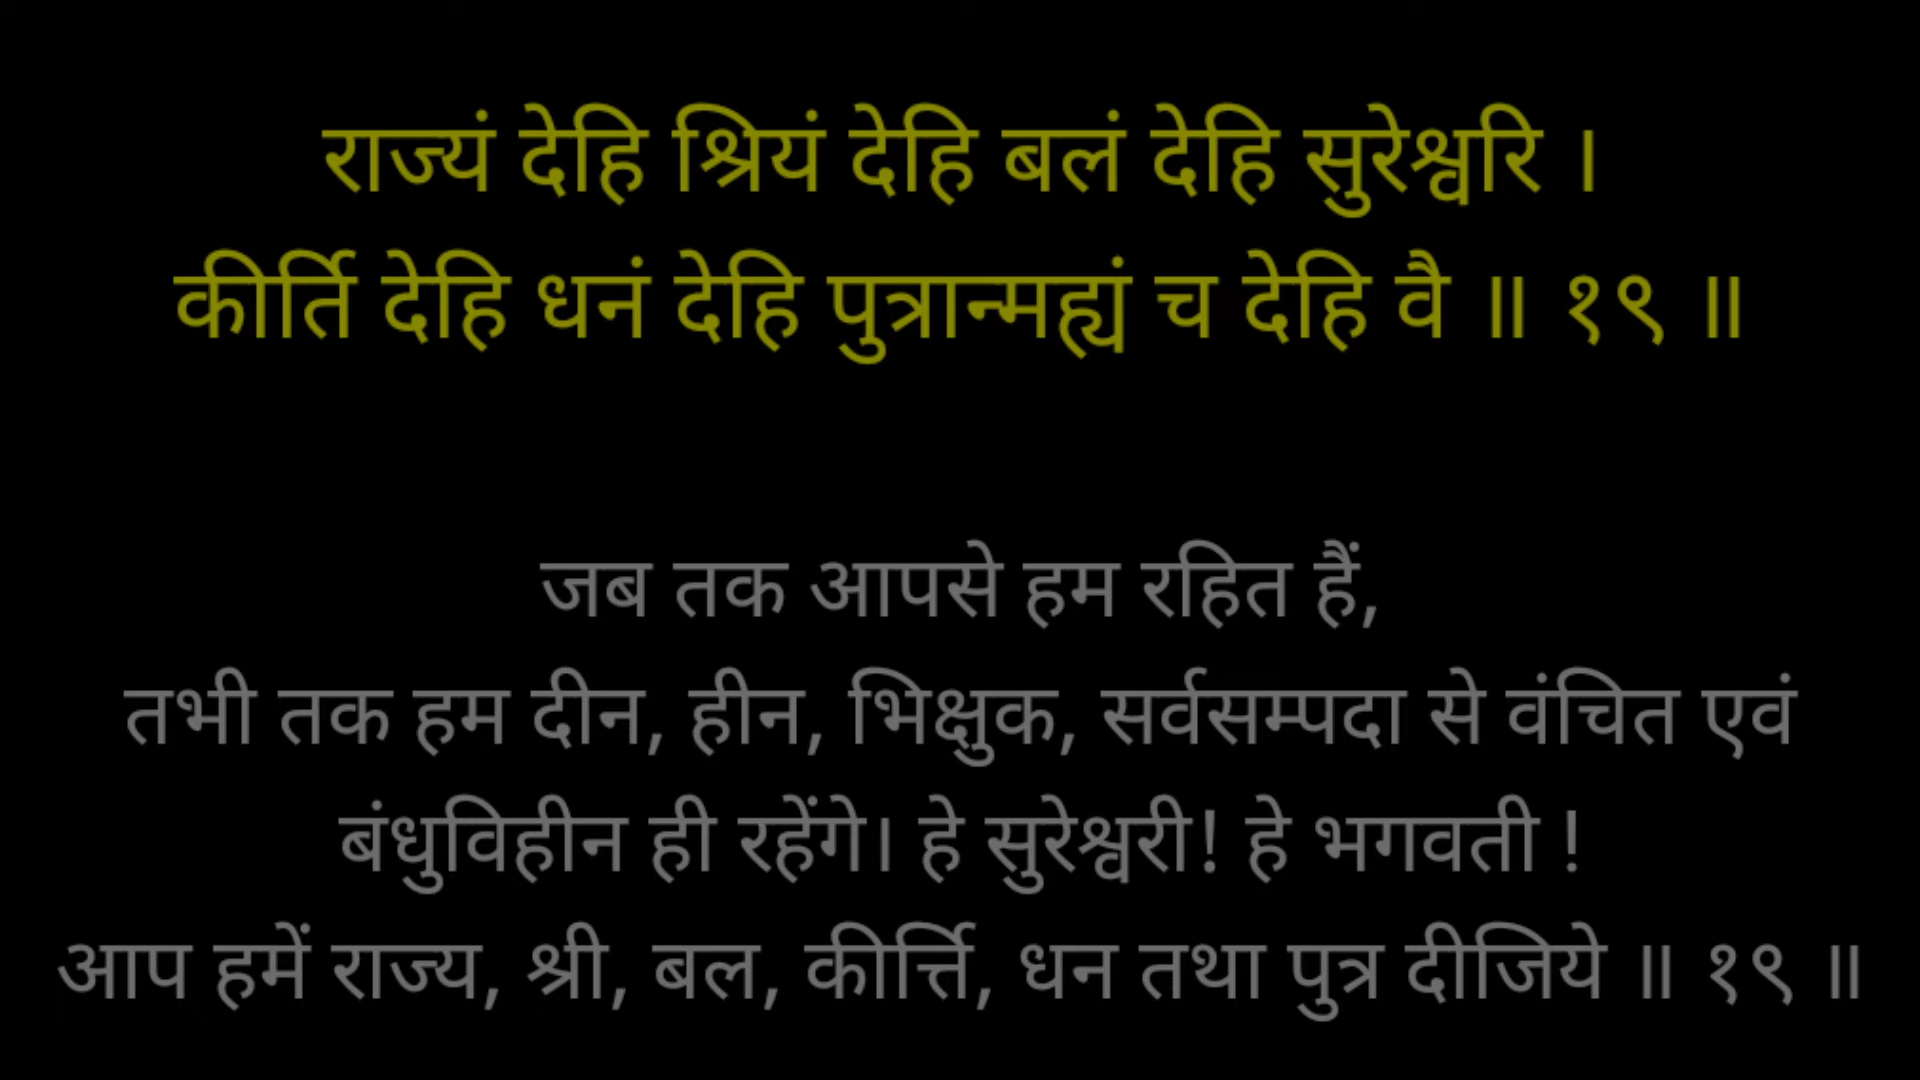 राज्यं देहि श्रियं देहि बलं देहि सुरेश्वरि ।
कीर्ति देहि धनं देहि पुत्रान्मह्यं च देहि वै ॥ १९ ॥
जब तक आपसे हम रहित हैं,
तभी तक हम दीन, हीन, भिक्षुक, सर्वसम्पदा से वंचित एवं
बंधुविहीन ही रहेंगे। हे सुरेश्वरी! हे भगवती !
आप हमें राज्य, श्री, बल, कीर्त्ति, धन तथा पुत्र दीजिये ॥ १९ ॥